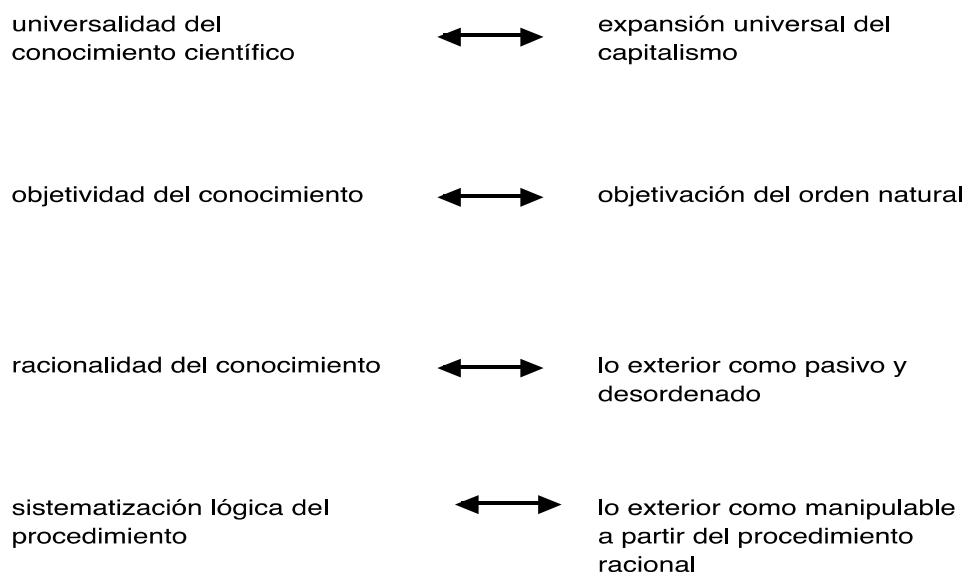 universalidad del
conocimiento científico
expansión universal del
capitalismo
objetividad del conocimiento
objetivación del orden natural
racionalidad del conocimiento
lo exterior como pasivo y
desordenado
sistematización lógica del
procedimiento
lo exterior como manipulable
a partir del procedimiento
racional